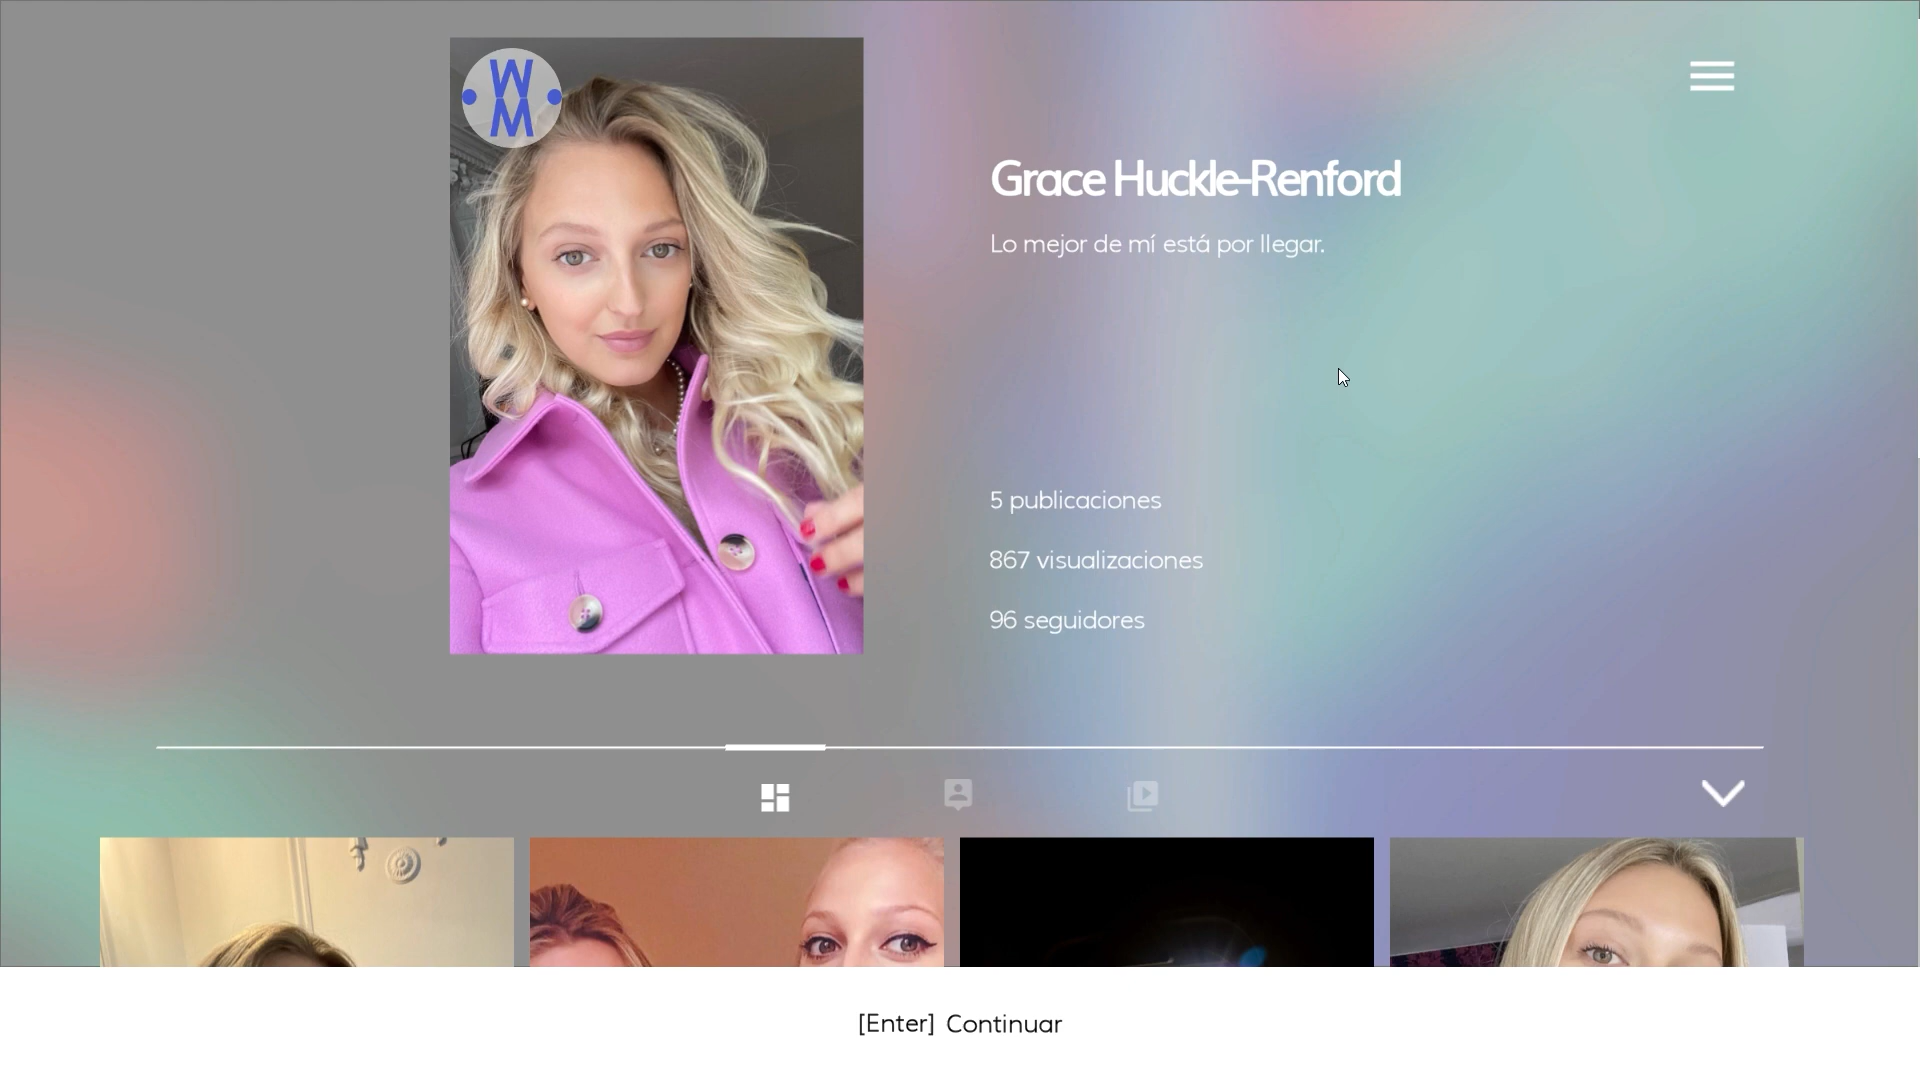 WM
Grace Huckle-Renford
Lo mejor de mí está por llegar.
5 publicaciones
867 visualizaciones
96 seguidores
[Enter] Continuar